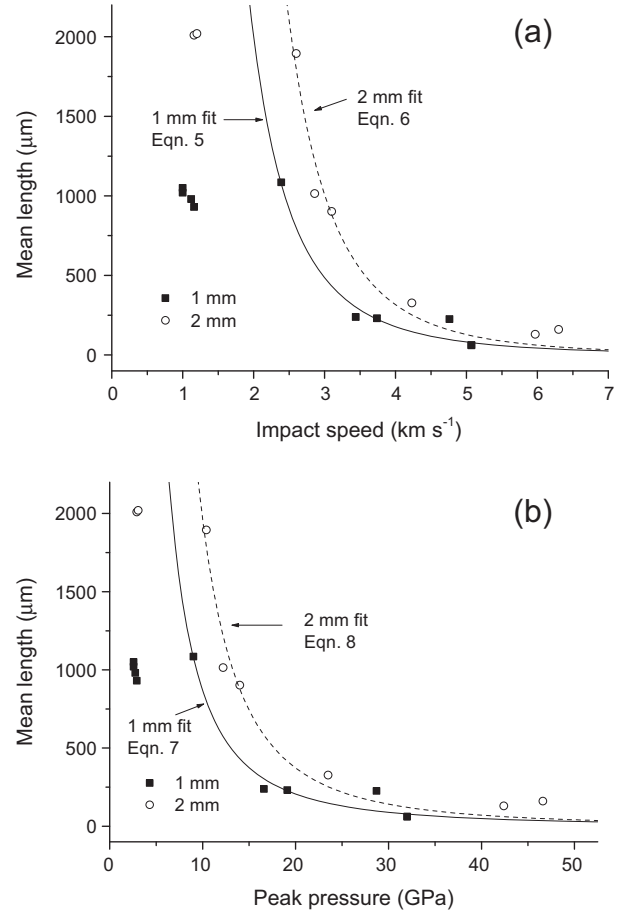 (a)
2000
1500
1000
500
0
Mean length (μm)
1 mm fit
Eqn. 5
2 mm fit
Eqn. 6
1 mm
2 mm
0 1 2 3 4 5 6 7
Impact speed (km s⁻¹)
(b)
2000
1500
1000
500
0
Mean length (μm)
2 mm fit
Eqn. 8
1 mm fit
Eqn. 7
1 mm
2 mm
0 10 20 30 40 50
Peak pressure (GPa)